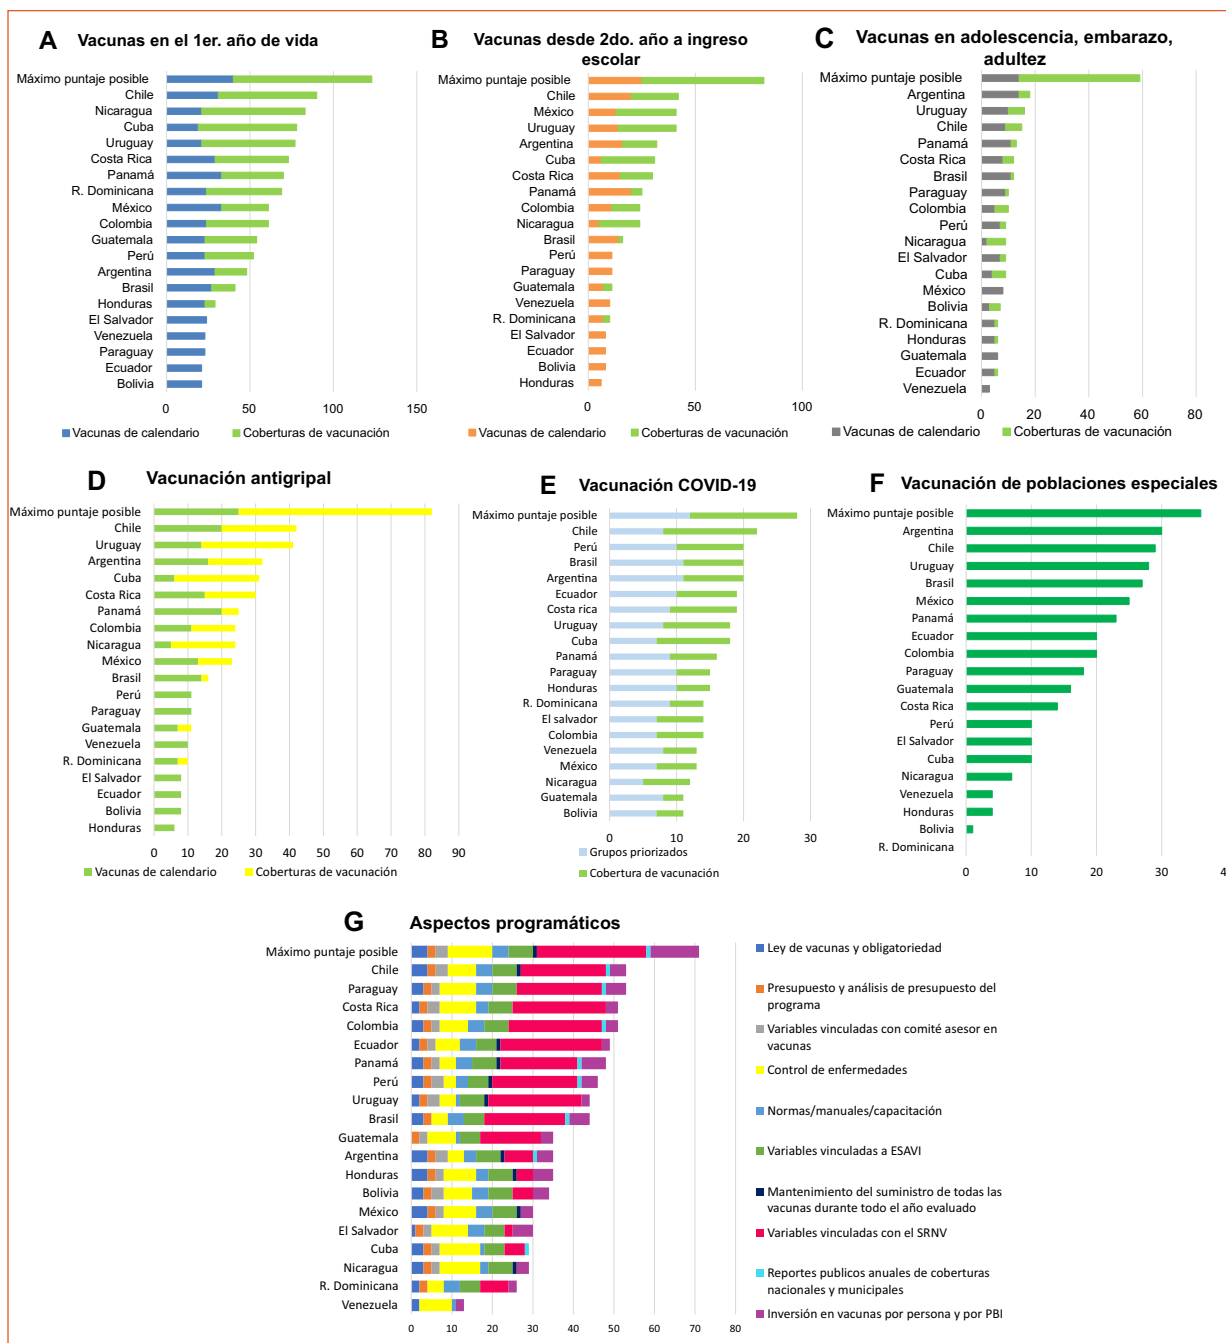 A Vacunas en el 1er. año de vida
Máximo puntaje posible
Chile
Nicaragua
Cuba
Uruguay
Costa Rica
Panamá
R. Dominicana
México
Colombia
Guatemala
Perú
Argentina
Brasil
Honduras
El Salvador
Venezuela
Paraguay
Ecuador
Bolivia
0 50 100 150
Vacunas de calendario Coberturas de vacunación
B Vacunas desde 2do. año a ingreso
escolar
Máximo puntaje posible
Chile
México
Uruguay
Argentina
Cuba
Costa Rica
Panamá
Colombia
Nicaragua
Brasil
Perú
Paraguay
Guatemala
Venezuela
R. Dominicana
El Salvador
Ecuador
Bolivia
Honduras
0 50 100
Vacunas de calendario Coberturas de vacunación
C Vacunas en adolescencia, embarazo,
adultez
Máximo puntaje posible
Argentina
Uruguay
Chile
Panamá
Costa Rica
Brasil
Paraguay
Colombia
Perú
Nicaragua
El Salvador
Cuba
México
Bolivia
R. Dominicana
Honduras
Guatemala
Ecuador
Venezuela
0 20 40 60 80
Vacunas de calendario Coberturas de vacunación
D Vacunación antigripal
Máximo puntaje posible
Chile
Uruguay
Argentina
Cuba
Costa Rica
Panamá
Colombia
Nicaragua
México
Brasil
Perú
Paraguay
Guatemala
Venezuela
R. Dominicana
El Salvador
Ecuador
Bolivia
Honduras
0 10 20 30 40 50 60 70 80 90
Vacunas de calendario Coberturas de vacunación
E Vacunación COVID-19
Máximo puntaje posible
Chile
Perú
Brasil
Argentina
Ecuador
Costa rica
Uruguay
Cuba
Panamá
Paraguay
Honduras
R. Dominicana
El salvador
Colombia
Venezuela
México
Nicaragua
Guatemala
Bolivia
0 10 20 30
Grupos priorizados
Cobertura de vacunación
F Vacunación de poblaciones especiales
Máximo puntaje posible
Argentina
Chile
Uruguay
Brasil
México
Panamá
Ecuador
Colombia
Paraguay
Guatemala
Costa Rica
Perú
El Salvador
Cuba
Nicaragua
Venezuela
Honduras
Bolivia
R. Dominicana
0 10 20 30 4
G Aspectos programáticos
Máximo puntaje posible
Chile
Paraguay
Costa Rica
Colombia
Ecuador
Panamá
Perú
Uruguay
Brasil
Guatemala
Argentina
Honduras
Bolivia
México
El Salvador
Cuba
Nicaragua
R. Dominicana
Venezuela
0 10 20 30 40 50 60 70 80
Ley de vacunas y obligatoriedad
Presupuesto y análisis de presupuesto del
programa
Variables vinculadas con comité asesor en
vacunas
Control de enfermedades
Normas/manuales/capacitación
Variables vinculadas a ESAVI
Mantenimiento del suministro de todas las
vacunas durante todo el año evaluado
Variables vinculadas con el SRNV
Reportes publicos anuales de coberturas
nacionales y municipales
Inversión en vacunas por persona y por PBI